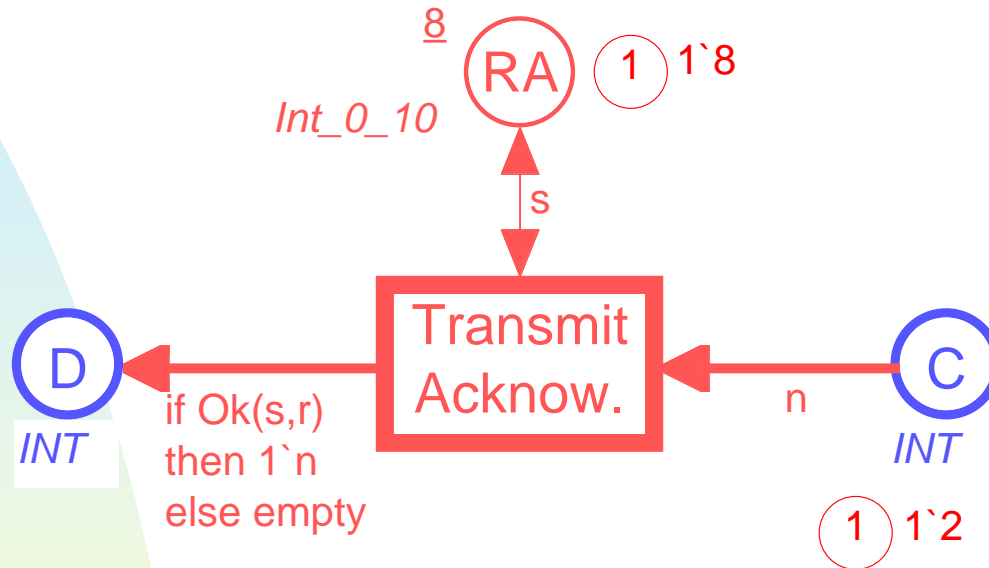 8
RA
1
1`8
Int_0_10
s
Transmit
Acknow.
D
C
n
if Ok(s,r)
then 1`n
else empty
INT
INT
1
1`2